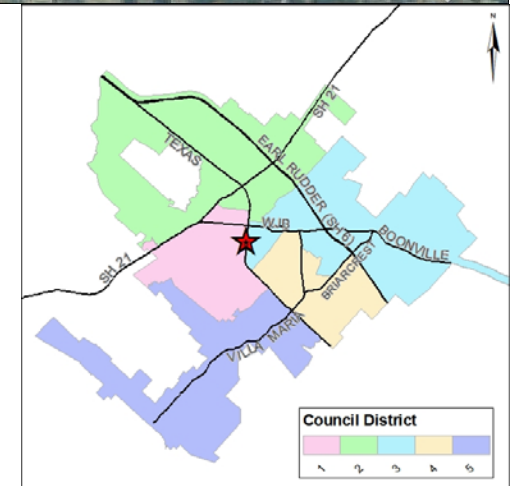 N
SH 21
TEXAS
EARL RUDDER (SH 6)
WJB
BOONVILLE
SH 21
BRIARCREST
VILLA MARIA
Council District
1 2 3 4 5